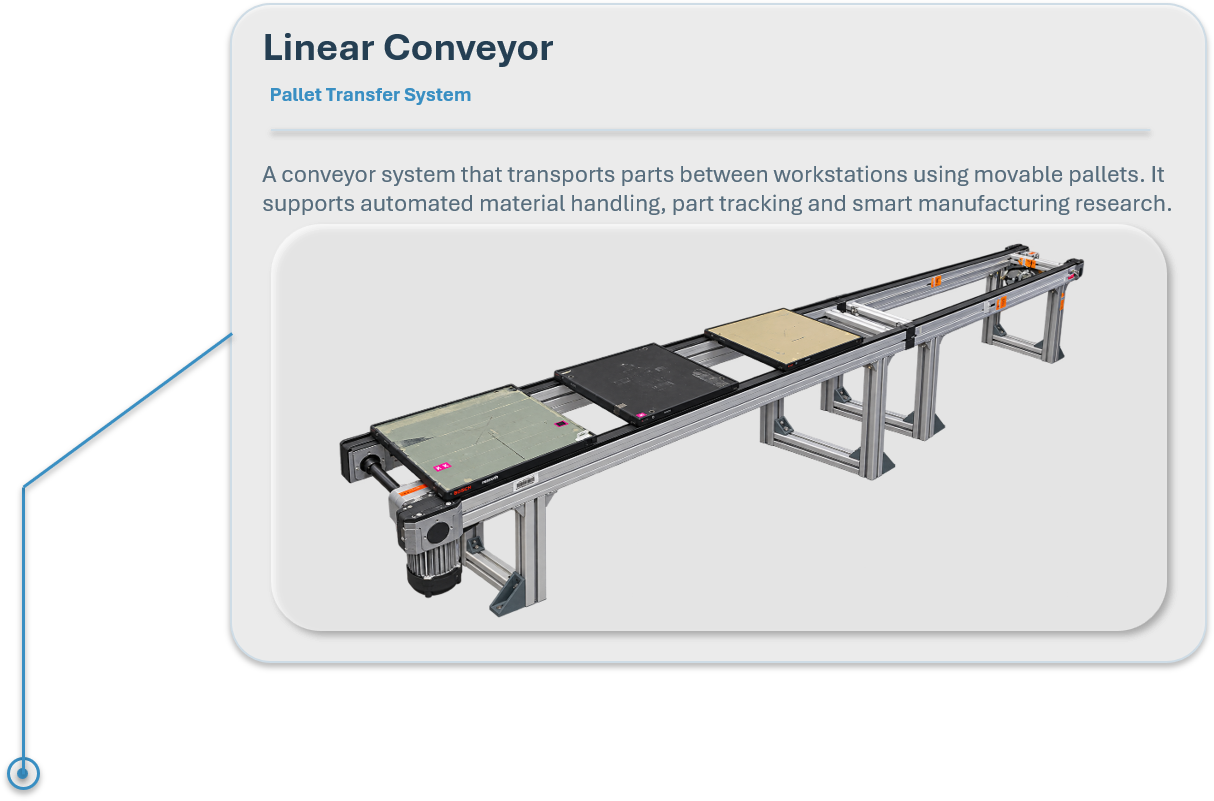 Linear Conveyor
Pallet Transfer System
A conveyor system that transports parts between workstations using movable pallets. It
supports automated material handling, part tracking and smart manufacturing research.